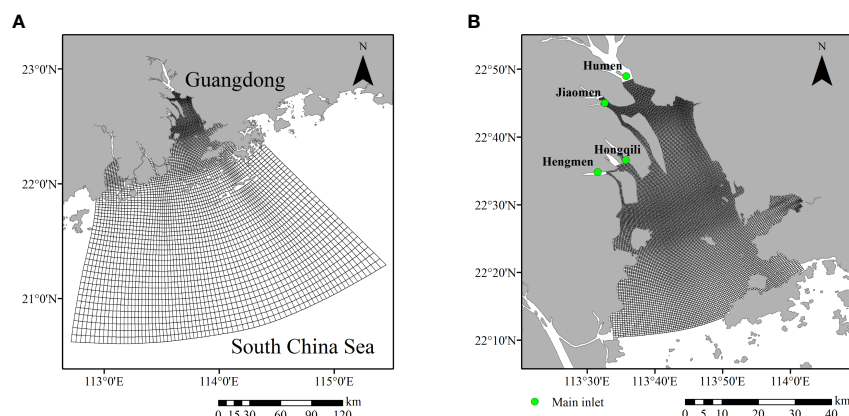 A
B
N
N
23°0'N
Guangdong
22°0'N
21°0'N
South China Sea
113°0'E
114°0'E
115°0'E
km
0 15 30 60 90 120
22°50'N
Humen
Jiaomen
22°40'N
Hongqili
Hengmen
22°30'N
22°20'N
22°10'N
113°30'E
113°40'E
113°50'E
114°0'E
Main inlet
km
0 5 10 20 30 40